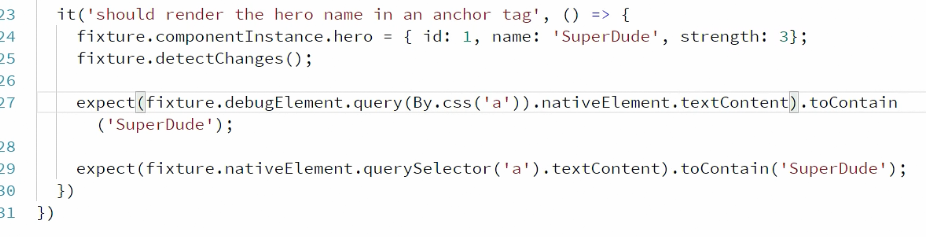 23 it('should render the hero name in an anchor tag', () => {
24 fixture.componentInstance.hero = { id: 1, name: 'SuperDude', strength: 3};
25 fixture.detectChanges();
26
27 expect(fixture.debugElement.query(By.css('a')).nativeElement.textContent).toContain
('SuperDude');
28
29 expect(fixture.nativeElement.querySelector('a').textContent).toContain('SuperDude');
30 })
31 })